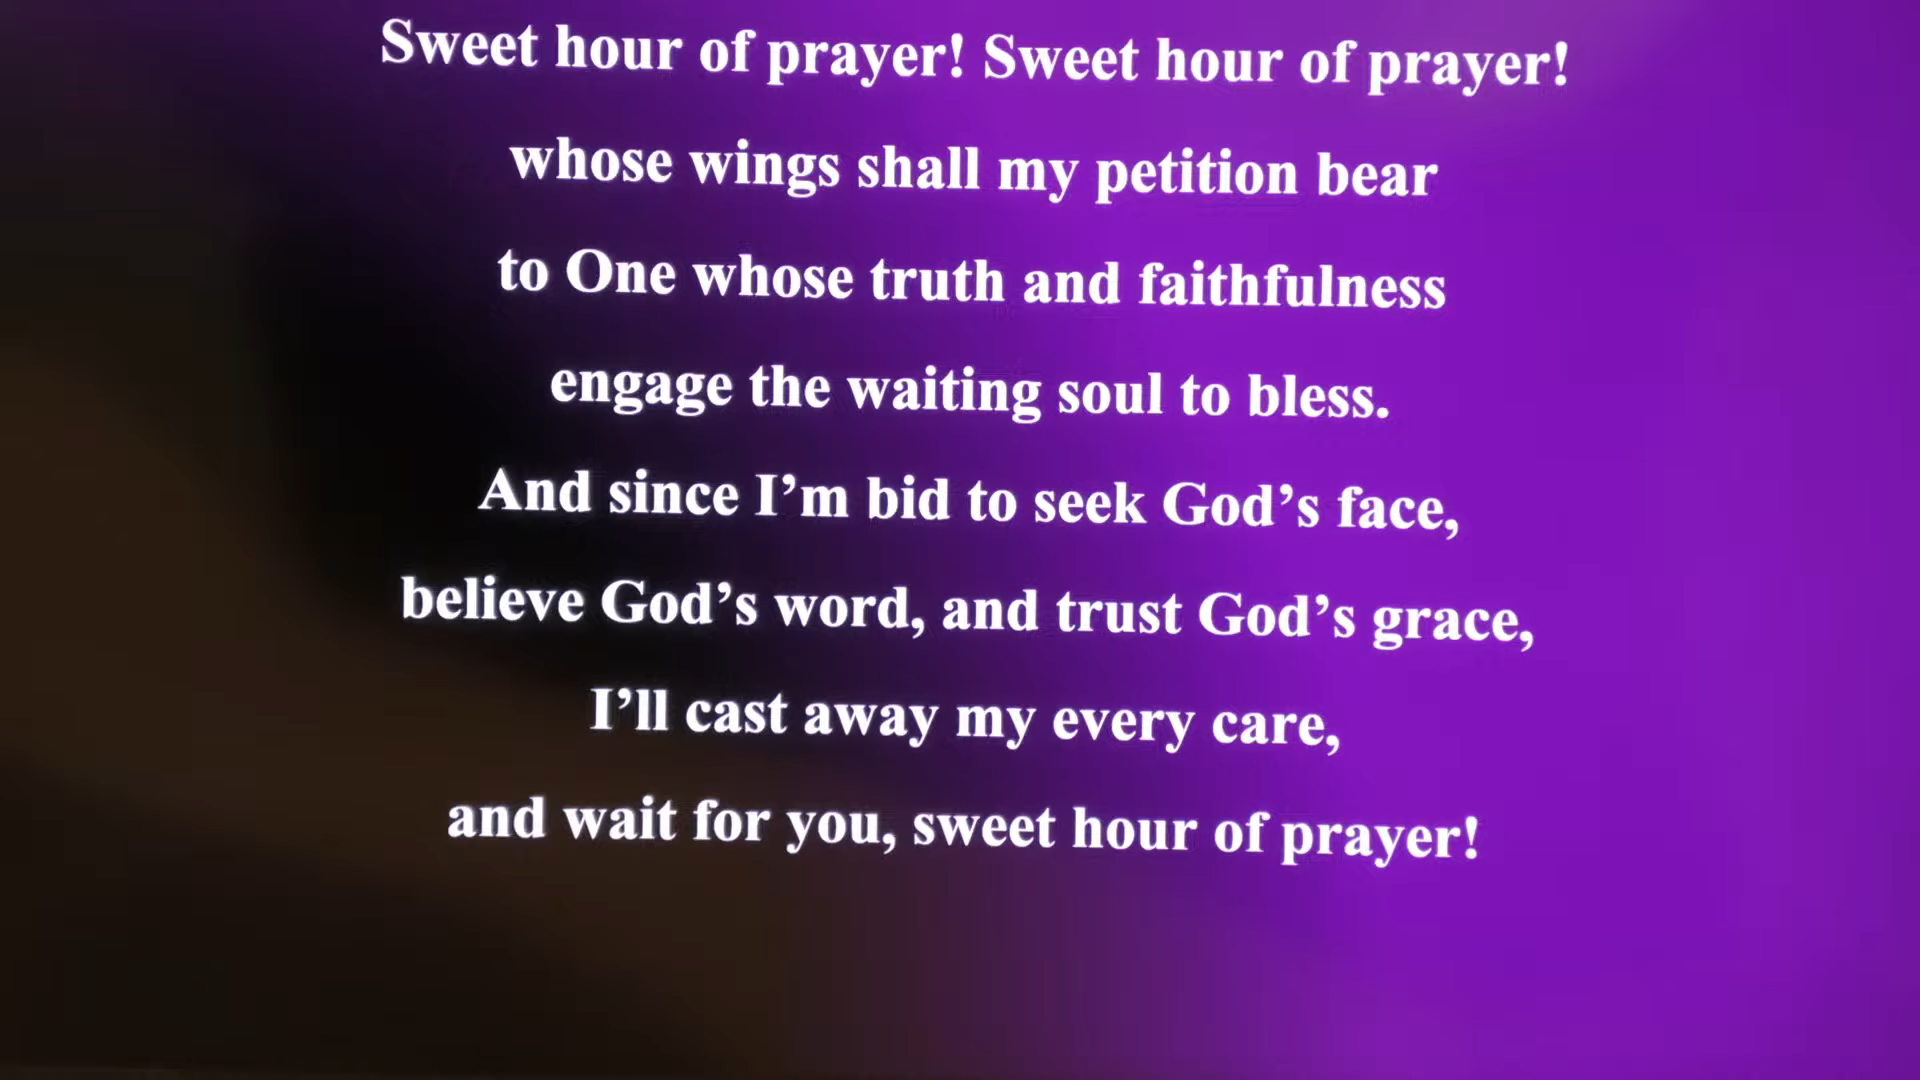 Sweet hour of prayer! Sweet hour of prayer!
whose wings shall my petition bear
to One whose truth and faithfulness
engage the waiting soul to bless.
And since I’m bid to seek God’s face,
believe God’s word, and trust God’s grace,
I’ll cast away my every care,
and wait for you, sweet hour of prayer!